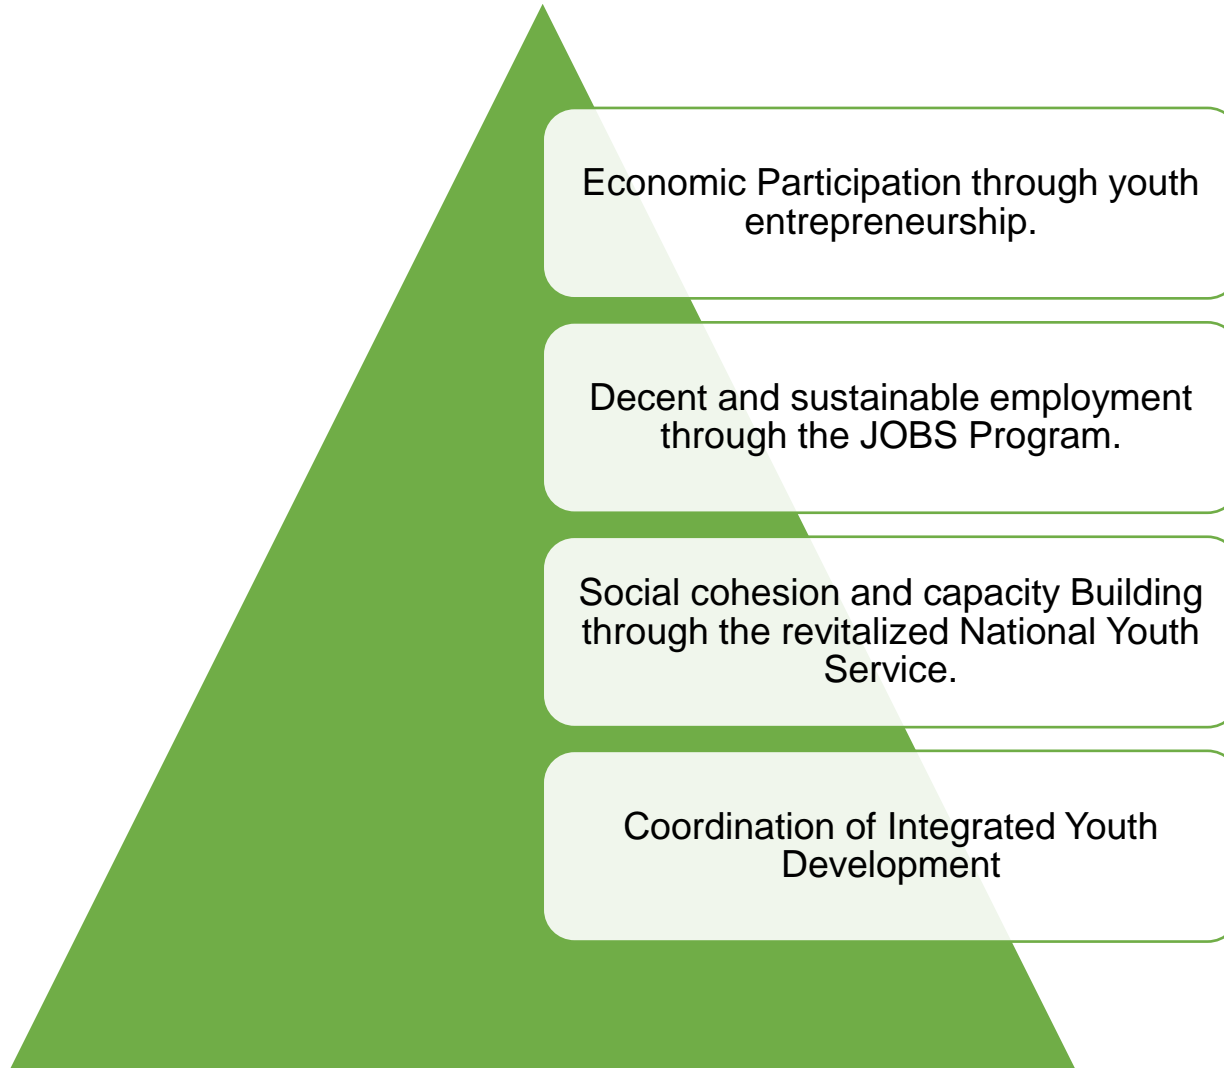 Economic Participation through youth
entrepreneurship.
Decent and sustainable employment
through the JOBS Program.
Social cohesion and capacity Building
through the revitalized National Youth
Service.
Coordination of Integrated Youth
Development